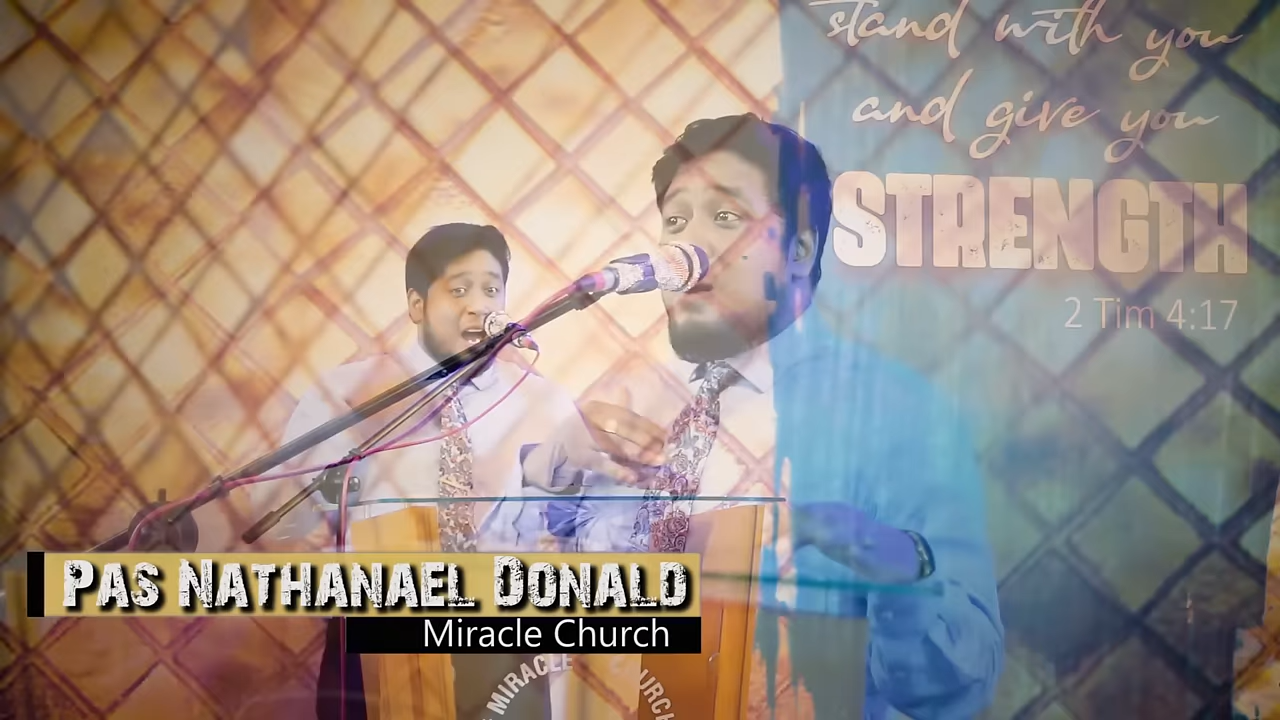 stand with you
and give you
STRENGTH
2 Tim 4:17
PAS NATHANAEL DONALD
Miracle Church
MIRACLE